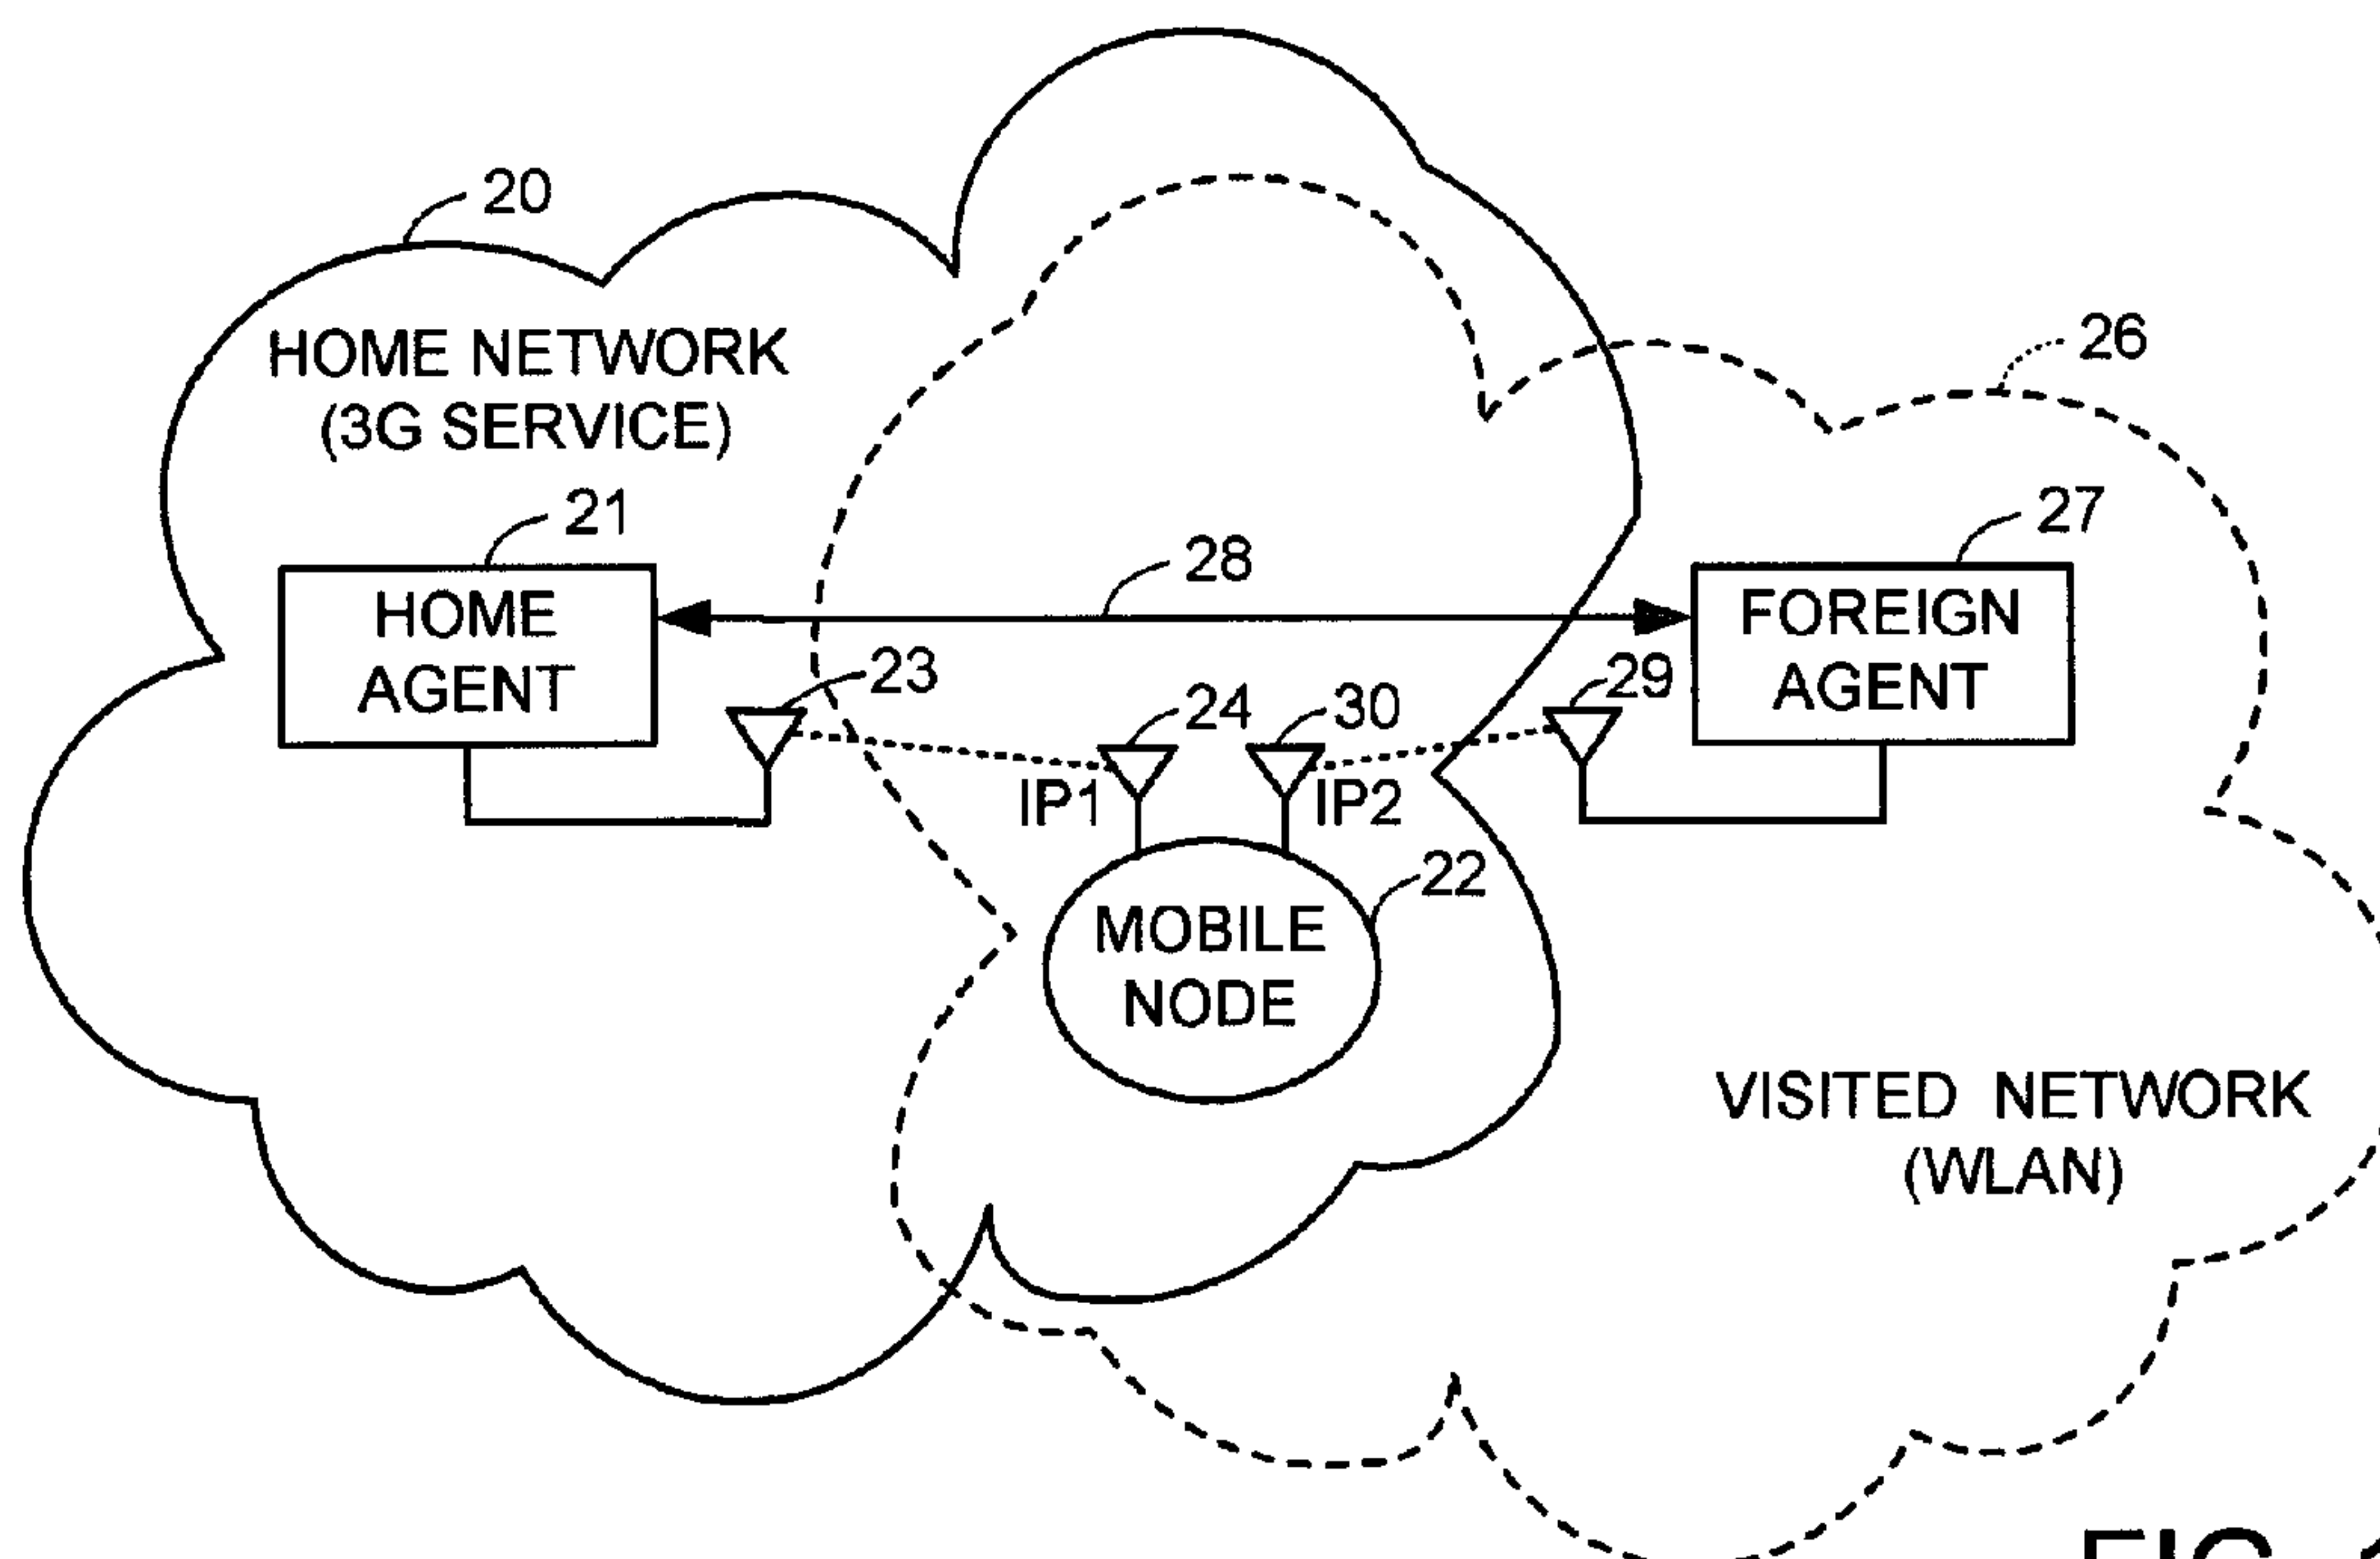 20
HOME NETWORK
(3G SERVICE)
26
21
28
27
HOME
AGENT
FOREIGN
AGENT
23
24
30
29
IP1
IP2
22
MOBILE
NODE
VISITED NETWORK
(WLAN)